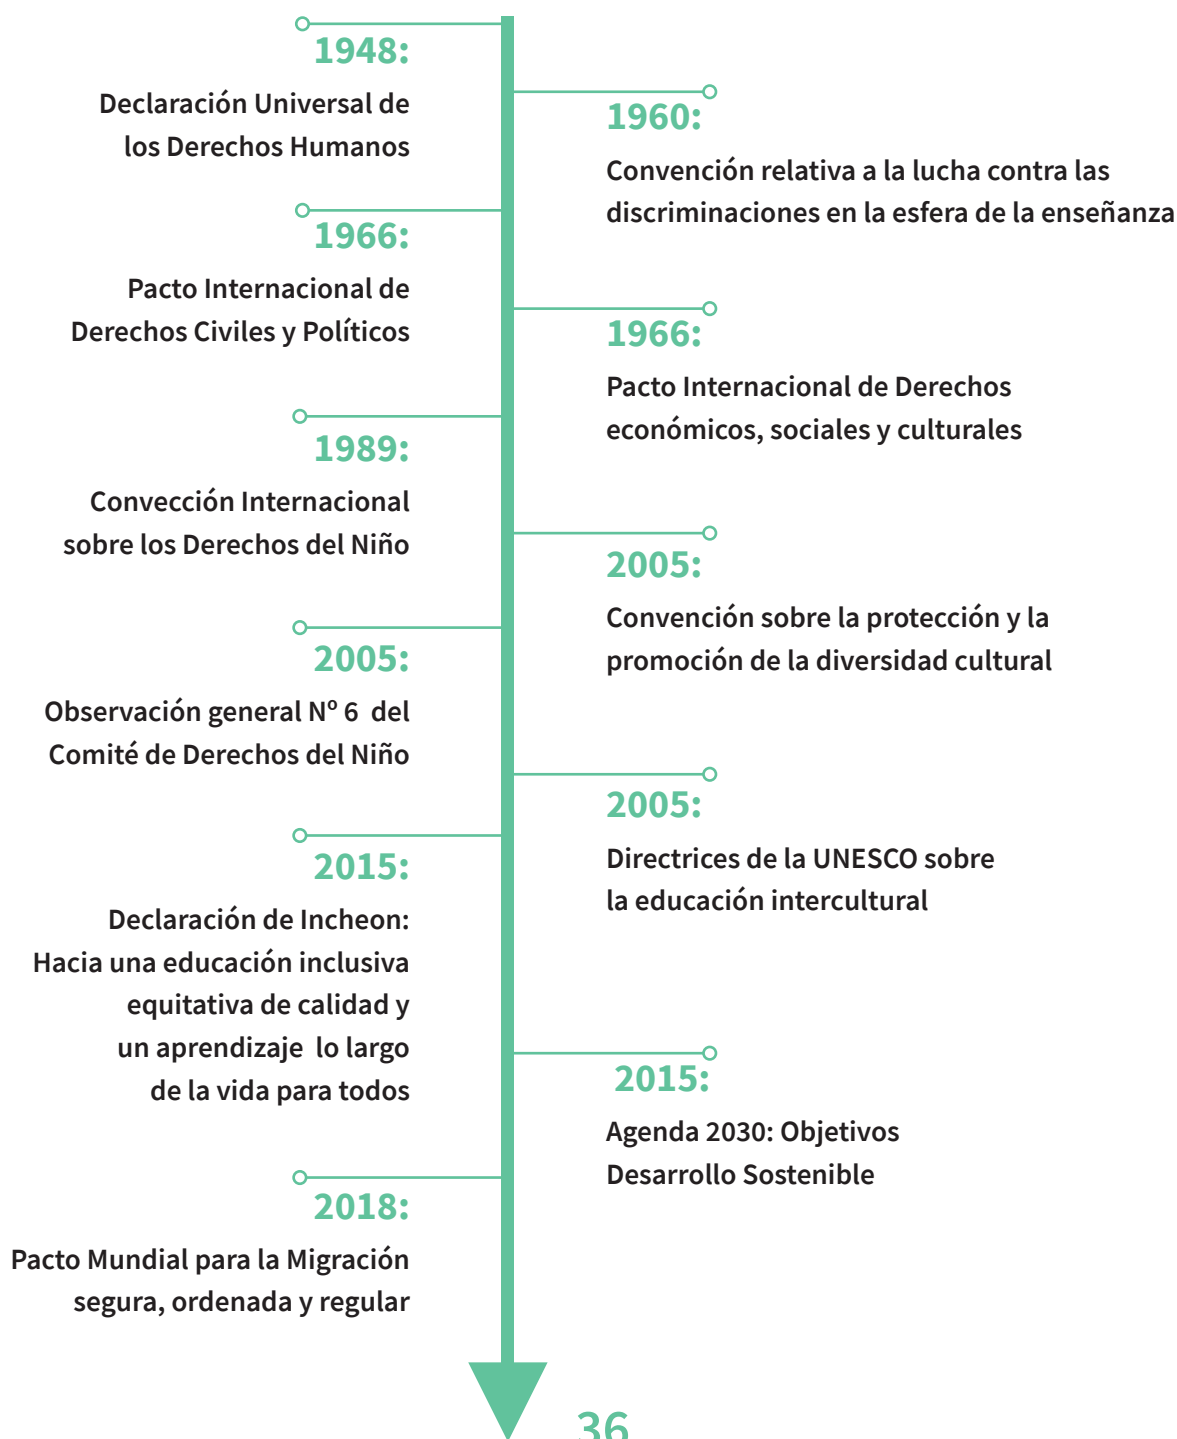 1948:
Declaración Universal de
los Derechos Humanos
1960:
Convención relativa a la lucha contra las
discriminaciones en la esfera de la enseñanza
1966:
Pacto Internacional de
Derechos Civiles y Políticos
1966:
Pacto Internacional de Derechos
económicos, sociales y culturales
1989:
Convección Internacional
sobre los Derechos del Niño
2005:
Convención sobre la protección y la
promoción de la diversidad cultural
2005:
Observación general Nº 6 del
Comité de Derechos del Niño
2005:
Directrices de la UNESCO sobre
la educación intercultural
2015:
Declaración de Incheon:
Hacia una educación inclusiva
equitativa de calidad y
un aprendizaje lo largo
de la vida para todos
2015:
Agenda 2030: Objetivos
Desarrollo Sostenible
2018:
Pacto Mundial para la Migración
segura, ordenada y regular
36